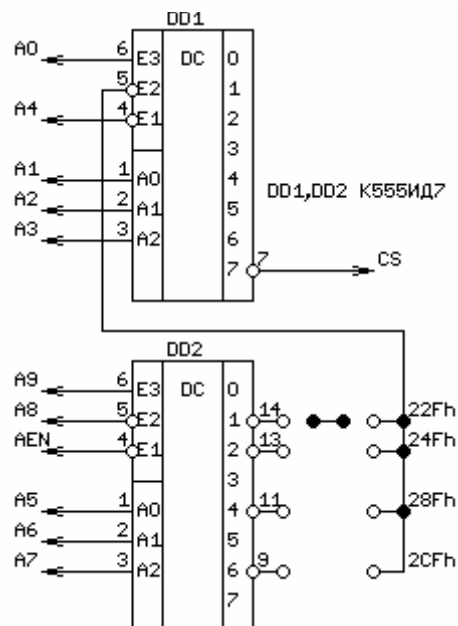 DD1
A0 6 E3 DC 0
5 E2 1
A4 4 E1 2
3
A1 1 A0 4
A2 2 A1 5
A3 3 A2 6
7 7 CS
DD1,DD2 К555ИД7
DD2
A9 6 E3 DC 0
A8 5 E2 1 14 22Fh
AEN 4 E1 2 13 24Fh
3
A5 1 A0 4 11 28Fh
A6 2 A1 5
A7 3 A2 6 9 2CFh
7